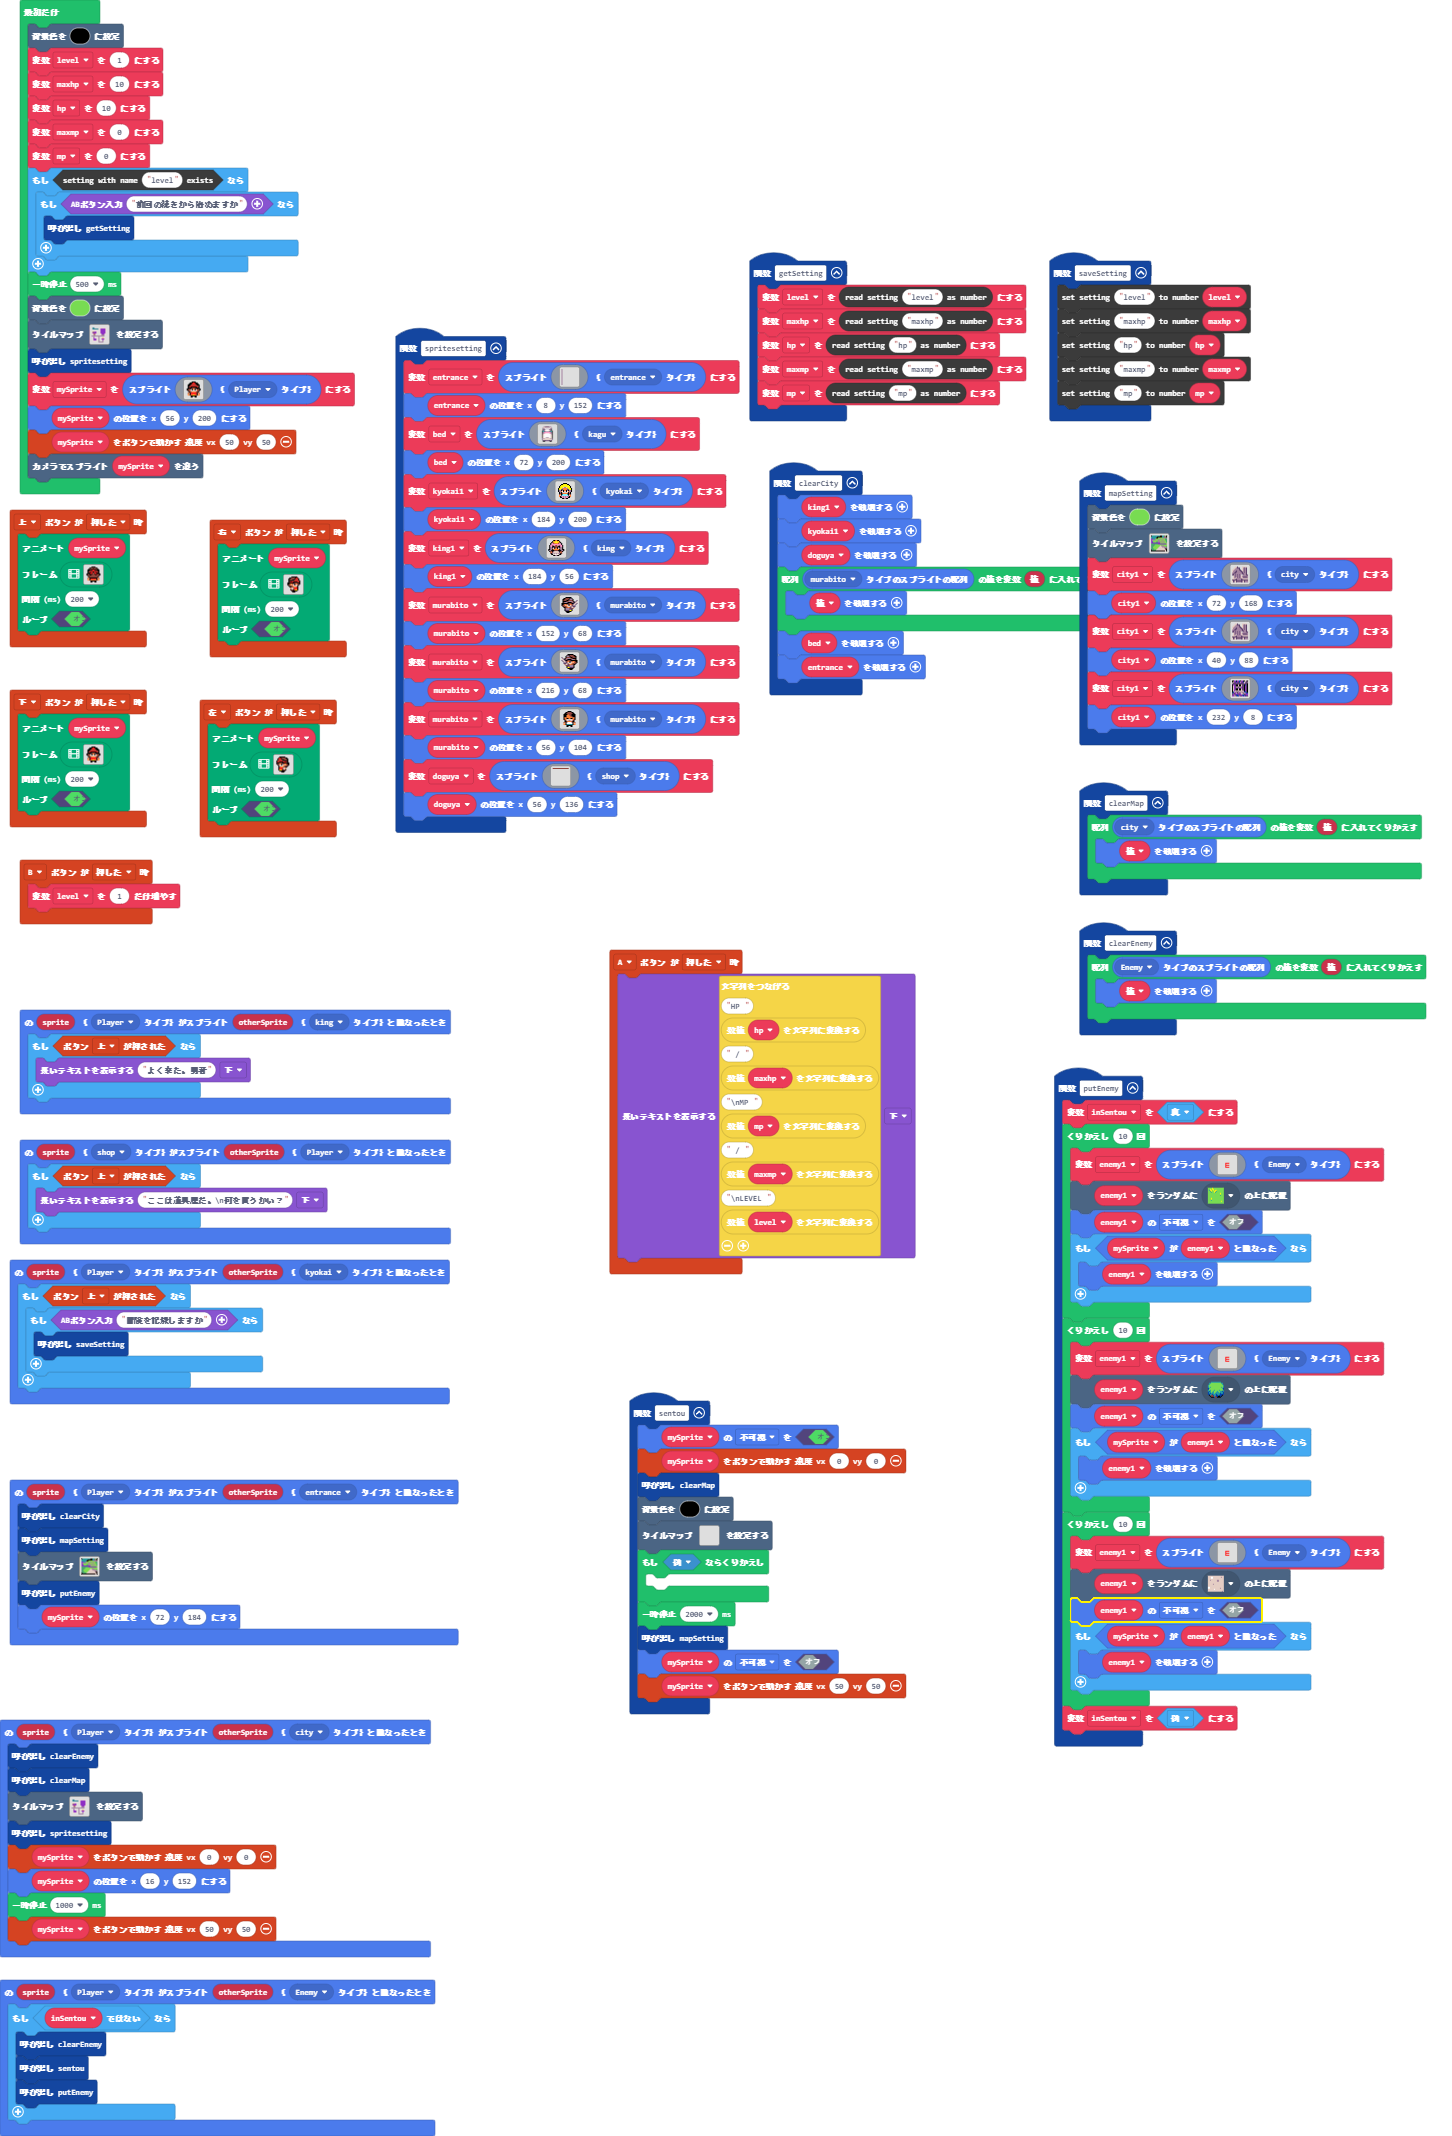 最初だけ
背景色を に設定
変数 level を 1 にする
変数 maxhp を 10 にする
変数 hp を 10 にする
変数 maxmp を 0 にする
変数 mp を 0 にする
もし setting with name "level" exists なら
もし ABボタン入力 "前回の続きから始めますか" なら
呼び出し getSetting
一時停止 500 ms
背景色を に設定
タイルマップ を設定する
呼び出し spritesetting
変数 mySprite を スプライト ( Player タイプ) にする
mySprite の位置を x 56 y 200 にする
mySprite をボタンで動かす 速度 vx 50 vy 50
カメラでスプライト mySprite を追う
上 ボタン が 押した 時
アニメート mySprite
フレーム
間隔 (ms) 200
ループ オ
右 ボタン が 押した 時
アニメート mySprite
フレーム
間隔 (ms) 200
ループ オ
下 ボタン が 押した 時
アニメート mySprite
フレーム
間隔 (ms) 200
ループ オ
左 ボタン が 押した 時
アニメート mySprite
フレーム
間隔 (ms) 200
ループ オ
B ボタン が 押した 時
変数 level を 1 だけ増やす
関数 spritesetting
変数 entrance を スプライト ( entrance タイプ) にする
entrance の位置を x 8 y 152 にする
変数 bed を スプライト ( kagu タイプ) にする
bed の位置を x 72 y 200 にする
変数 kyokai1 を スプライト ( kyokai タイプ) にする
kyokai1 の位置を x 184 y 200 にする
変数 king1 を スプライト ( king タイプ) にする
king1 の位置を x 184 y 56 にする
変数 murabito を スプライト ( murabito タイプ) にする
murabito の位置を x 152 y 68 にする
変数 murabito を スプライト ( murabito タイプ) にする
murabito の位置を x 216 y 68 にする
変数 murabito を スプライト ( murabito タイプ) にする
murabito の位置を x 56 y 104 にする
変数 doguya を スプライト ( shop タイプ) にする
doguya の位置を x 56 y 136 にする
関数 getSetting
変数 level を read setting "level" as number にする
変数 maxhp を read setting "maxhp" as number にする
変数 hp を read setting "hp" as number にする
変数 maxmp を read setting "maxmp" as number にする
変数 mp を read setting "mp" as number にする
関数 saveSetting
set setting "level" to number level
set setting "maxhp" to number maxhp
set setting "hp" to number hp
set setting "maxmp" to number maxmp
set setting "mp" to number mp
関数 clearCity
king1 を破壊する
kyokai1 を破壊する
doguya を破壊する
配列 murabito タイプのスプライトの配列 の値を変数 値 に入れて
値 を破壊する
bed を破壊する
entrance を破壊する
関数 mapSetting
背景色を に設定
タイルマップ を設定する
変数 city1 を スプライト ( city タイプ) にする
city1 の位置を x 72 y 168 にする
変数 city1 を スプライト ( city タイプ) にする
city1 の位置を x 40 y 88 にする
変数 city1 を スプライト ( city タイプ) にする
city1 の位置を x 232 y 8 にする
関数 clearMap
配列 city タイプのスプライトの配列 の値を変数 値 に入れてくりかえす
値 を破壊する
関数 clearEnemy
配列 Enemy タイプのスプライトの配列 の値を変数 値 に入れてくりかえす
値 を破壊する
の sprite ( Player タイプ) がスプライト otherSprite ( king タイプ) と重なったとき
もし ボタン 上 が押された なら
長いテキストを表示する "よく来た。勇者" 下
の sprite ( shop タイプ) がスプライト otherSprite ( Player タイプ) と重なったとき
もし ボタン 上 が押された なら
長いテキストを表示する "ここは道具屋だ。\n何を買うかい？" 下
の sprite ( Player タイプ) がスプライト otherSprite ( kyokai タイプ) と重なったとき
もし ボタン 上 が押された なら
もし ABボタン入力 "冒険を記録しますか" なら
呼び出し saveSetting
の sprite ( Player タイプ) がスプライト otherSprite ( entrance タイプ) と重なったとき
呼び出し clearCity
呼び出し mapSetting
タイルマップ を設定する
呼び出し putEnemy
mySprite の位置を x 72 y 184 にする
の sprite ( Player タイプ) がスプライト otherSprite ( city タイプ) と重なったとき
呼び出し clearEnemy
呼び出し clearMap
タイルマップ を設定する
呼び出し spritesetting
mySprite をボタンで動かす 速度 vx 0 vy 0
mySprite の位置を x 16 y 152 にする
一時停止 1000 ms
mySprite をボタンで動かす 速度 vx 50 vy 50
の sprite ( Player タイプ) がスプライト otherSprite ( Enemy タイプ) と重なったとき
もし inSentou ではない なら
呼び出し clearEnemy
呼び出し sentou
呼び出し putEnemy
A ボタン が 押した 時
長いテキストを表示する
文字列をつなげる
"HP "
数値 hp を文字列に変換する
" / "
数値 maxhp を文字列に変換する
"\nMP "
数値 mp を文字列に変換する
" / "
数値 maxmp を文字列に変換する
"\nLEVEL "
数値 level を文字列に変換する
下
関数 sentou
mySprite の 不可視 を オ
mySprite をボタンで動かす 速度 vx 0 vy 0
呼び出し clearMap
背景色を に設定
タイルマップ を設定する
もし 偽 ならくりかえし
一時停止 2000 ms
呼び出し mapSetting
mySprite の 不可視 を オフ
mySprite をボタンで動かす 速度 vx 50 vy 50
関数 putEnemy
変数 inSentou を 真 にする
くりかえし 10 回
変数 enemy1 を スプライト E ( Enemy タイプ) にする
enemy1 をランダムに の上に配置
enemy1 の 不可視 を オフ
もし mySprite が enemy1 と重なった なら
enemy1 を破壊する
くりかえし 10 回
変数 enemy1 を スプライト E ( Enemy タイプ) にする
enemy1 をランダムに の上に配置
enemy1 の 不可視 を オフ
もし mySprite が enemy1 と重なった なら
enemy1 を破壊する
くりかえし 10 回
変数 enemy1 を スプライト E ( Enemy タイプ) にする
enemy1 をランダムに の上に配置
enemy1 の 不可視 を オフ
もし mySprite が enemy1 と重なった なら
enemy1 を破壊する
変数 inSentou を 偽 にする